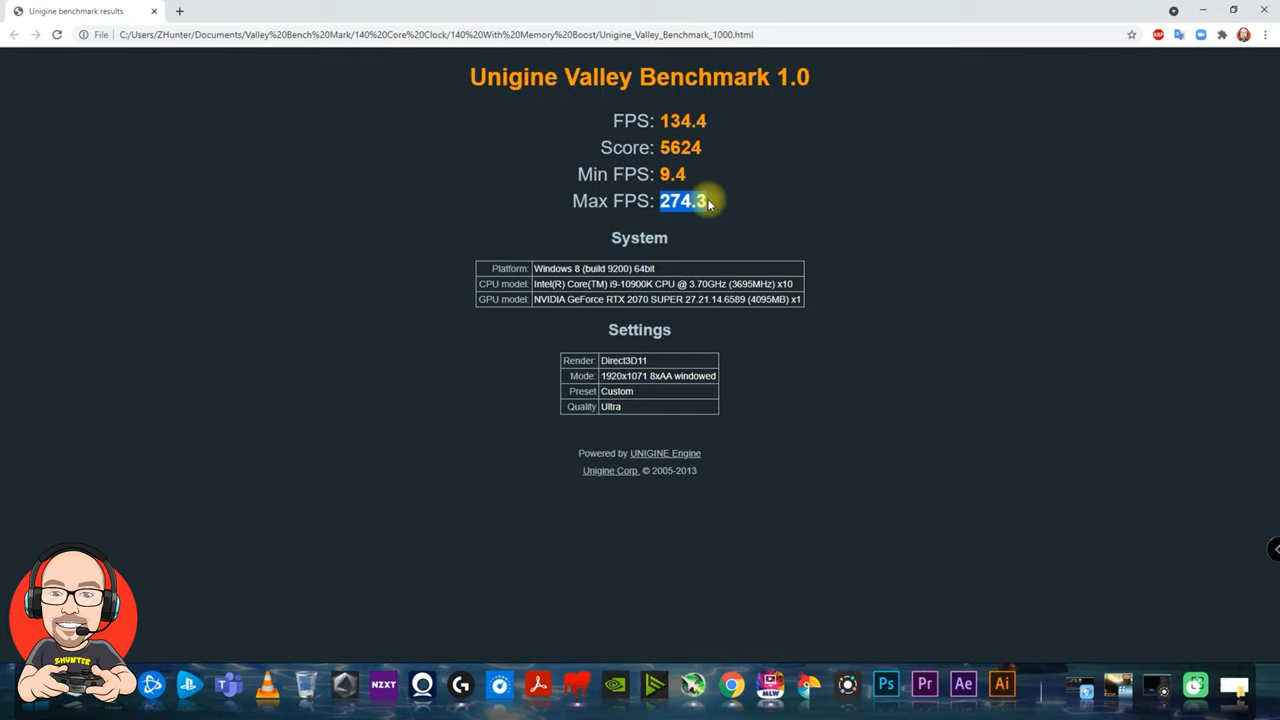 Unigine benchmark results
File
C:/Users/ZHunter/Documents/Valley%20Bench%20Mark/140%20Core%20Clock/140%20With%20Memory%20Boost/Unigine_Valley_Benchmark_1000.html
Unigine Valley Benchmark 1.0
FPS: 134.4
Score: 5624
Min FPS: 9.4
Max FPS: 274.3
System
Platform: Windows 8 (build 9200) 64bit
CPU model: Intel(R) Core(TM) i9-10900K CPU @ 3.70GHz (3695MHz) x10
GPU model: NVIDIA GeForce RTX 2070 SUPER 27.21.14.6589 (4095MB) x1
Settings
Render: Direct3D11
Mode: 1920x1071 8xAA windowed
Preset Custom
Quality Ultra
Powered by UNIGINE Engine
Unigine Corp. © 2005-2013
ZHUNTER
NZXT
MLW
Ps
Pr
Ae
Ai